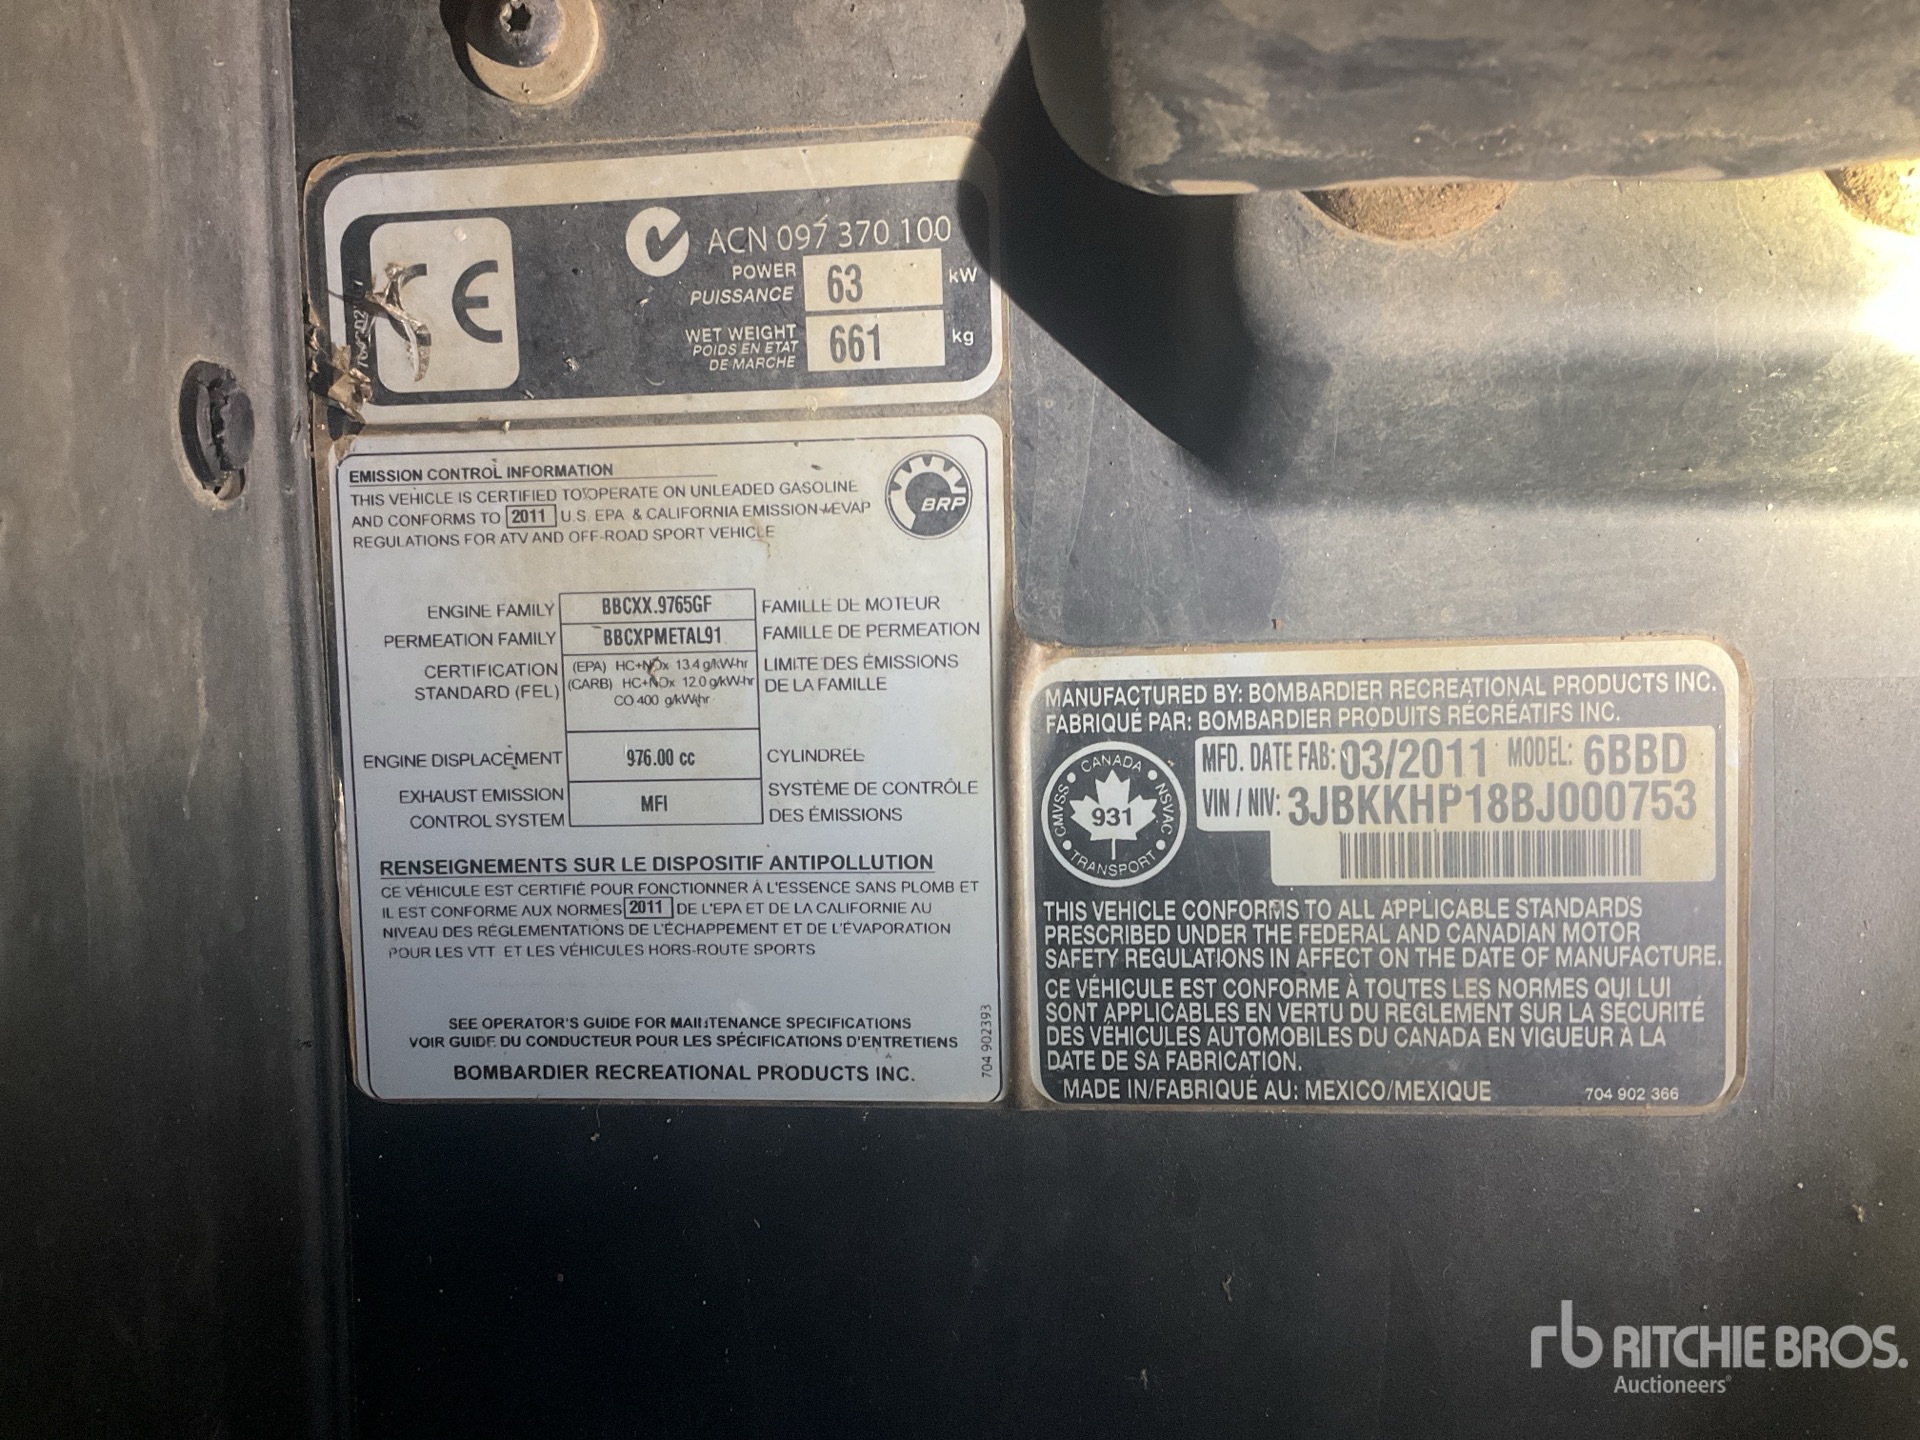 CE
ACN 097 370 100
POWER
PUISSANCE
63 kW
WET WEIGHT
POIDS EN ETAT
DE MARCHE
661 kg
EMISSION CONTROL INFORMATION
THIS VEHICLE IS CERTIFIED TO OPERATE ON UNLEADED GASOLINE
AND CONFORMS TO 2011 U.S. EPA & CALIFORNIA EMISSION EVAP
REGULATIONS FOR ATV AND OFF-ROAD SPORT VEHICLE
BRP
ENGINE FAMILY BBCXX.9765GF FAMILLE DE MOTEUR
PERMEATION FAMILY BBCXPMETAL91 FAMILLE DE PERMEATION
CERTIFICATION (EPA) HC+NOx 13.4 g/kW-hr LIMITE DES ÉMISSIONS
STANDARD (FEL) (CARB) HC+NOx 12.0 g/kW-hr DE LA FAMILLE
CO 400 g/kW-hr
ENGINE DISPLACEMENT 976.00 cc CYLINDREE
EXHAUST EMISSION MFI SYSTÈME DE CONTRÔLE
CONTROL SYSTEM DES ÉMISSIONS
RENSEIGNEMENTS SUR LE DISPOSITIF ANTIPOLLUTION
CE VÉHICULE EST CERTIFIÉ POUR FONCTIONNER À L'ESSENCE SANS PLOMB ET
IL EST CONFORME AUX NORMES 2011 DE L'EPA ET DE LA CALIFORNIE AU
NIVEAU DES RÉGLEMENTATIONS DE L'ÉCHAPPEMENT ET DE L'ÉVAPORATION
POUR LES VTT ET LES VÉHICULES HORS-ROUTE SPORTS
SEE OPERATOR'S GUIDE FOR MAINTENANCE SPECIFICATIONS
VOIR GUIDE DU CONDUCTEUR POUR LES SPÉCIFICATIONS D'ENTRETIENS
BOMBARDIER RECREATIONAL PRODUCTS INC.
704 902393
MANUFACTURED BY: BOMBARDIER RECREATIONAL PRODUCTS INC.
FABRIQUÉ PAR: BOMBARDIER PRODUITS RÉCRÉATIFS INC.
CANADA
CMVSS 931 NSVAC
TRANSPORT
MFD. DATE FAB: 03/2011 MODEL: 6BBD
VIN / NIV: 3JBKKHP18BJ000753
THIS VEHICLE CONFORMS TO ALL APPLICABLE STANDARDS
PRESCRIBED UNDER THE FEDERAL AND CANADIAN MOTOR
SAFETY REGULATIONS IN AFFECT ON THE DATE OF MANUFACTURE.
CE VÉHICULE EST CONFORME À TOUTES LES NORMES QUI LUI
SONT APPLICABLES EN VERTU DU RÈGLEMENT SUR LA SÉCURITÉ
DES VÉHICULES AUTOMOBILES DU CANADA EN VIGUEUR À LA
DATE DE SA FABRICATION.
MADE IN/FABRIQUÉ AU: MEXICO/MEXIQUE 704 902 366
rb RITCHIE BROS.
Auctioneers